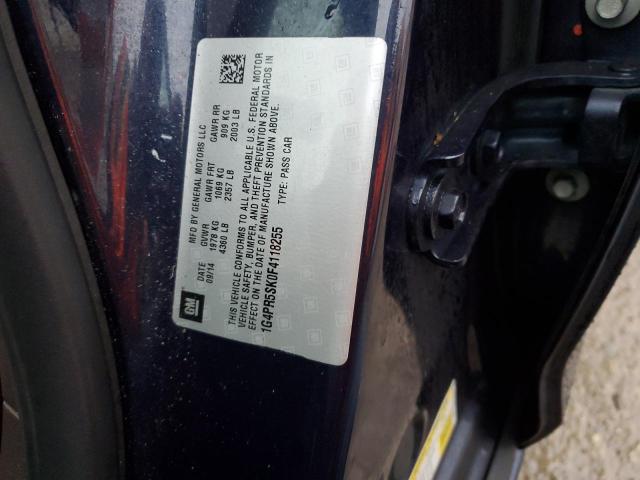 GM
MFD BY GENERAL MOTORS LLC
DATE GVWR GAWR FRT GAWR RR
09/14 1978 KG 1069 KG 909 KG
4360 LB 2357 LB 2003 LB
THIS VEHICLE CONFORMS TO ALL APPLICABLE U.S. FEDERAL MOTOR
VEHICLE SAFETY, BUMPER, AND THEFT PREVENTION STANDARDS IN
EFFECT ON THE DATE OF MANUFACTURE SHOWN ABOVE.
1G4PR5SK0F4118255 TYPE: PASS CAR